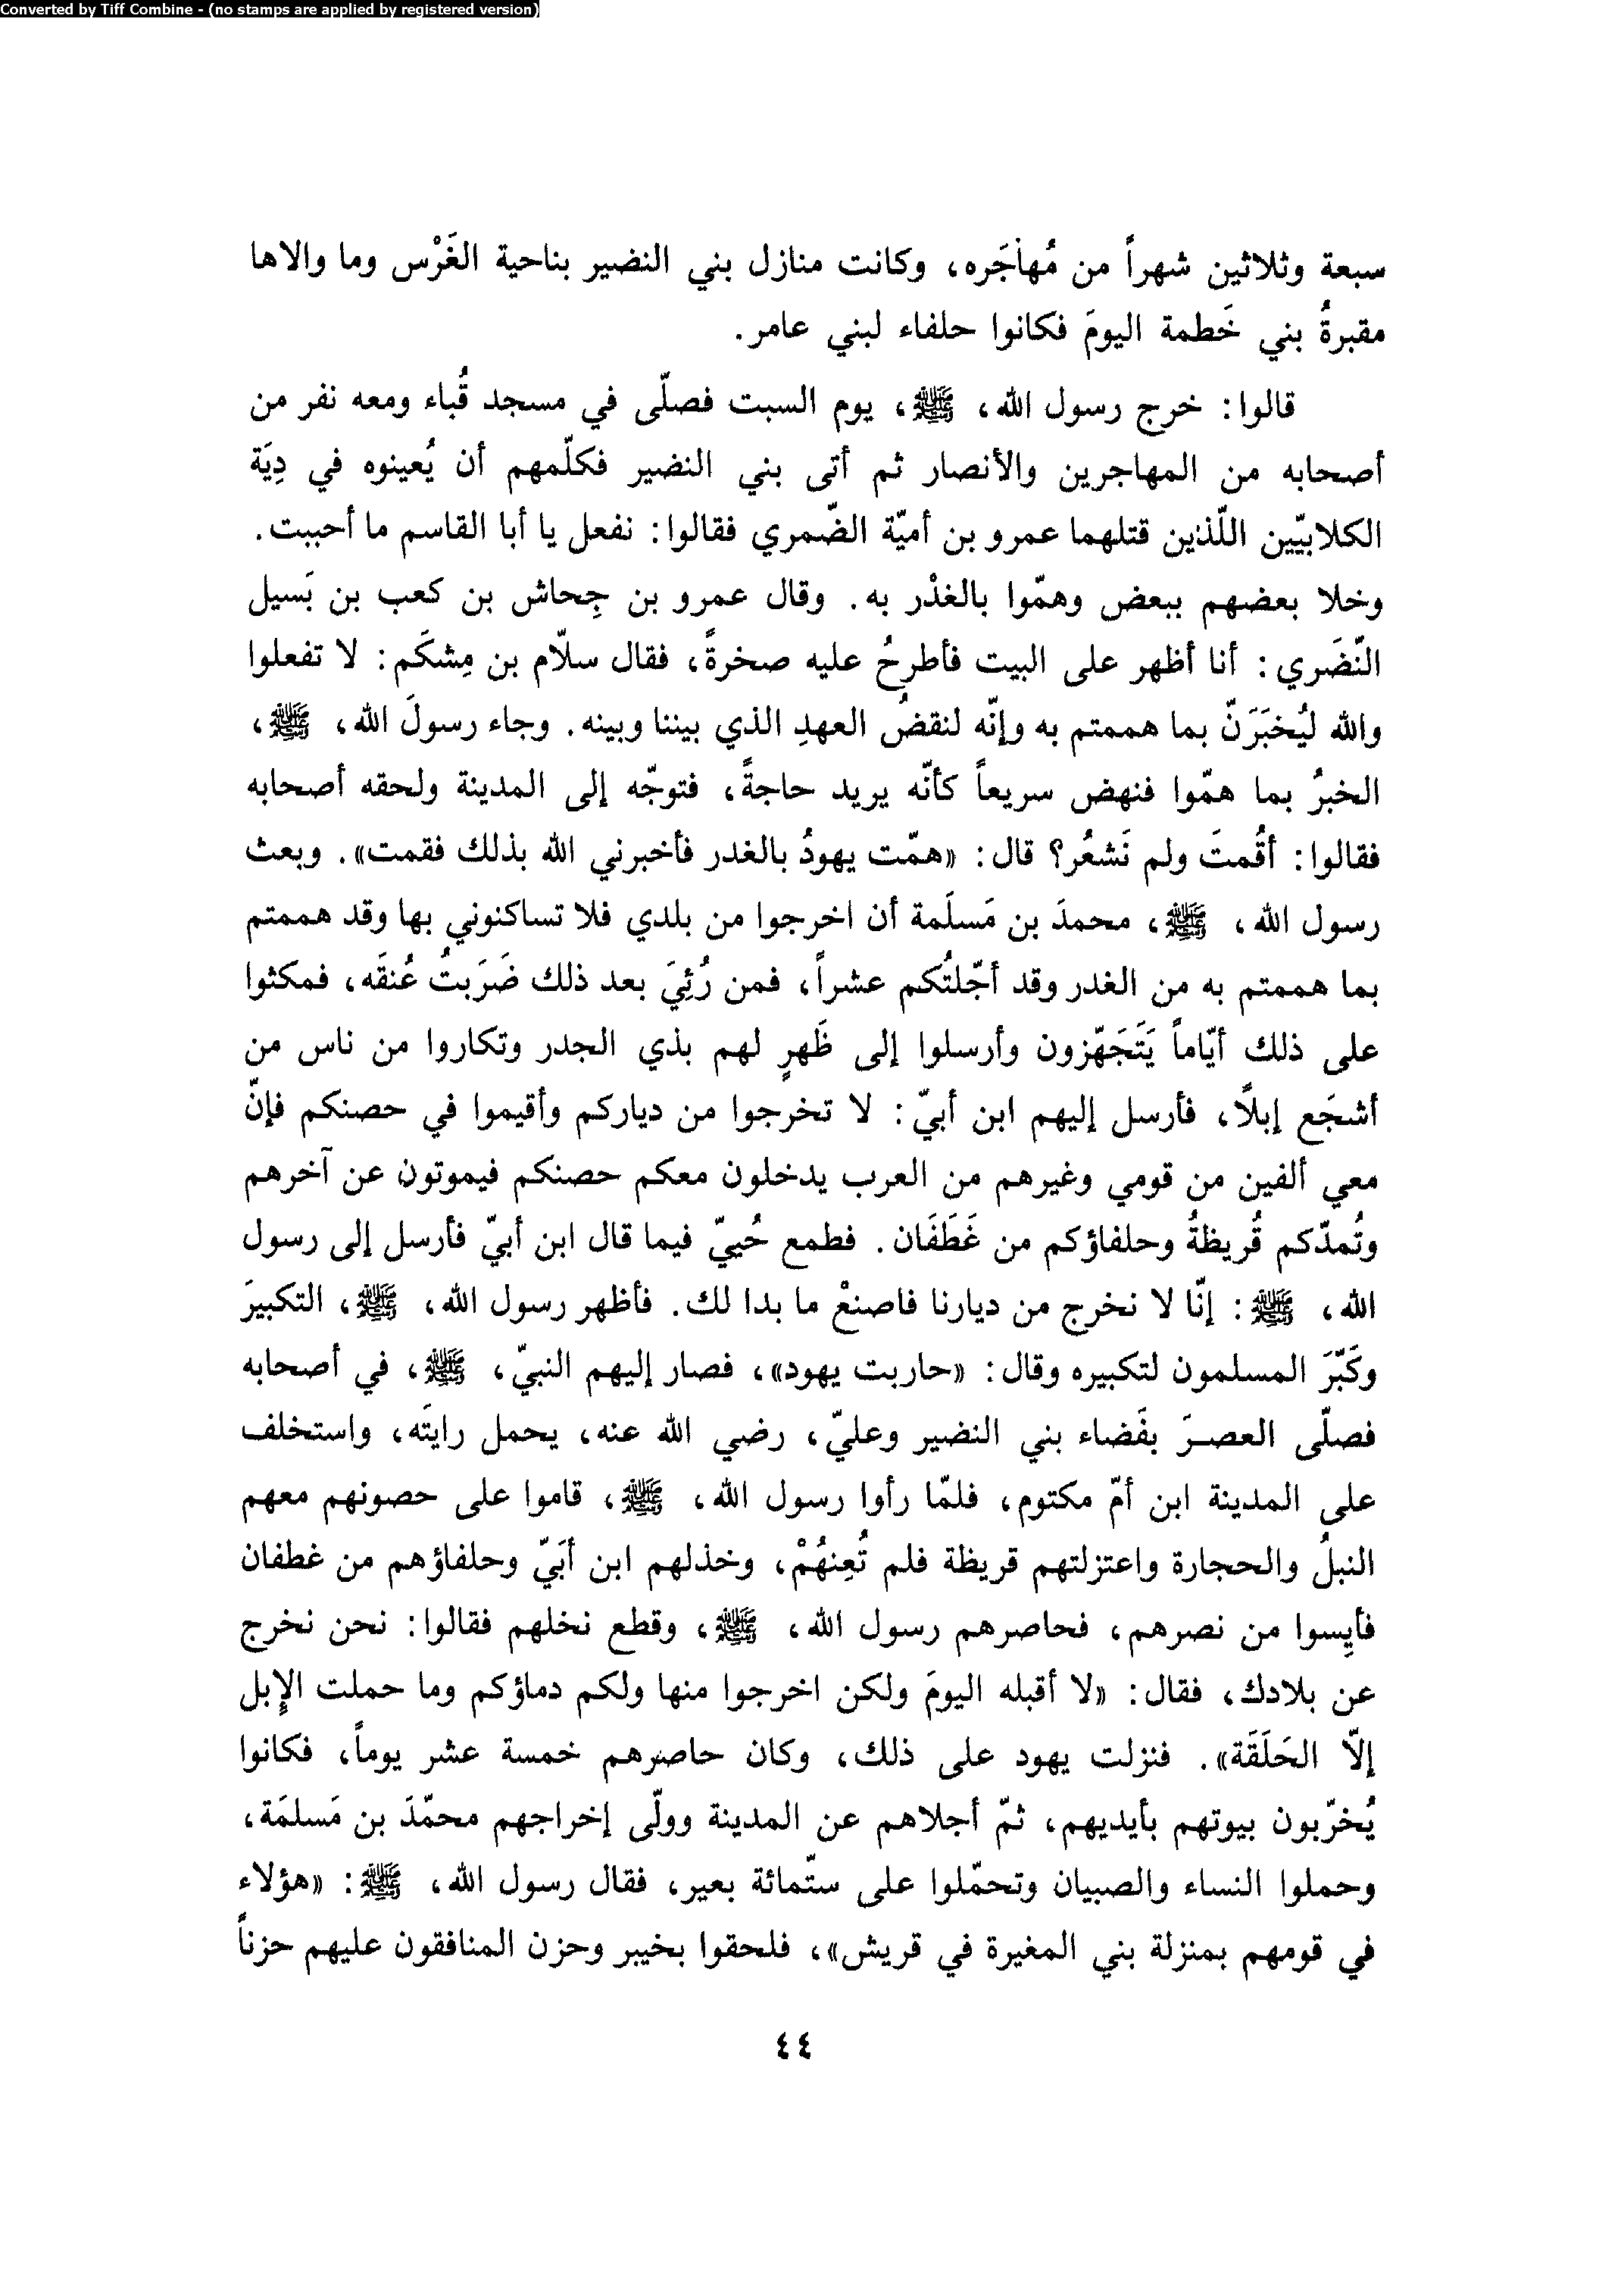 Converted by Tiff Combine - (no stamps are applied by registered version)
سبعة وثلاثين شهراً من مُهاجَره، وكانت منازل بني النضير بناحية الغَرْس وما والاها
مقبرةُ بني خَطمة اليومَ فكانوا حلفاء لبني عامر.
قالوا: خرج رسول الله، ﷺ، يوم السبت فصلّى في مسجد قُباء ومعه نفر من
أصحابه من المهاجرين والأنصار ثم أتى بني النضير فكلّمهم أن يُعينوه في دِيَة
الكلابيّين اللّذين قتلهما عمرو بن أميّة الضّمري فقالوا: نفعل يا أبا القاسم ما أحببت.
وخلا بعضهم ببعض وهمّوا بالغدْر به. وقال عمرو بن جِحاش بن كعب بن بَسيل
النّضَري: أنا أظهر على البيت فأطرحُ عليه صخرةً، فقال سلاّم بن مِشكَم: لا تفعلوا
والله ليُخبَرَنّ بما هممتم به وإنّه لنقضُ العهدِ الذي بيننا وبينه. وجاء رسولَ الله، ﷺ،
الخبرُ بما همّوا فنهض سريعاً كأنّه يريد حاجةً، فتوجّه إلى المدينة ولحقه أصحابه
فقالوا: أقُمتَ ولم نَشعُر؟ قال: «همّت يهودُ بالغدر فأخبرني الله بذلك فقمت». وبعث
رسول الله، ﷺ، محمدَ بن مَسلَمة أن اخرجوا من بلدي فلا تساكنوني بها وقد هممتم
بما هممتم به من الغدر وقد أجّلتُكم عشراً، فمن رُئِيَ بعد ذلك ضَرَبتُ عُنقَه، فمكثوا
على ذلك أيّاماً يَتَجَهّزون وأرسلوا إلى ظَهرٍ لهم بذي الجدر وتكاروا من ناس من
أشجَع إبلاً، فأرسل إليهم ابن أبيّ: لا تخرجوا من دياركم وأقيموا في حصنكم فإنّ
معي ألفين من قومي وغيرهم من العرب يدخلون معكم حصنكم فيموتون عن آخرهم
وتُمدّكم قُريظةُ وحلفاؤكم من غَطَفَان. فطمع حُييّ فيما قال ابن أبيّ فأرسل إلى رسول
الله، ﷺ: إنّا لا نخرج من ديارنا فاصنعْ ما بدا لك. فأظهر رسول الله، ﷺ، التكبيرَ
وكَبّرَ المسلمون لتكبيره وقال: «حاربت يهود»، فصار إليهم النبيّ، ﷺ، في أصحابه
فصلّى العصرَ بفَضاء بني النضير وعليّ، رضي الله عنه، يحمل رايتَه، واستخلف
على المدينة ابن أمّ مكتوم، فلمّا رأوا رسول الله، ﷺ، قاموا على حصونهم معهم
النبلُ والحجارة واعتزلتهم قريظة فلم تُعِنهُمْ، وخذلهم ابن أبَيّ وحلفاؤهم من غطفان
فأيِسوا من نصرهم، فحاصرهم رسول الله، ﷺ، وقطع نخلهم فقالوا: نحن نخرج
عن بلادك، فقال: «لا أقبله اليومَ ولكن اخرجوا منها ولكم دماؤكم وما حملت الإبل
إلاّ الحَلَقَة». فنزلت يهود على ذلك، وكان حاصرهم خمسة عشر يوماً، فكانوا
يُخرّبون بيوتهم بأيديهم، ثمّ أجلاهم عن المدينة وولّى إخراجهم محمّدَ بن مَسلمَة،
وحملوا النساء والصبيان وتحمّلوا على ستّمائة بعير، فقال رسول الله، ﷺ: «هؤلاء
في قومهم بمنزلة بني المغيرة في قريش»، فلحقوا بخيبر وحزن المنافقون عليهم حزناً
٤٤